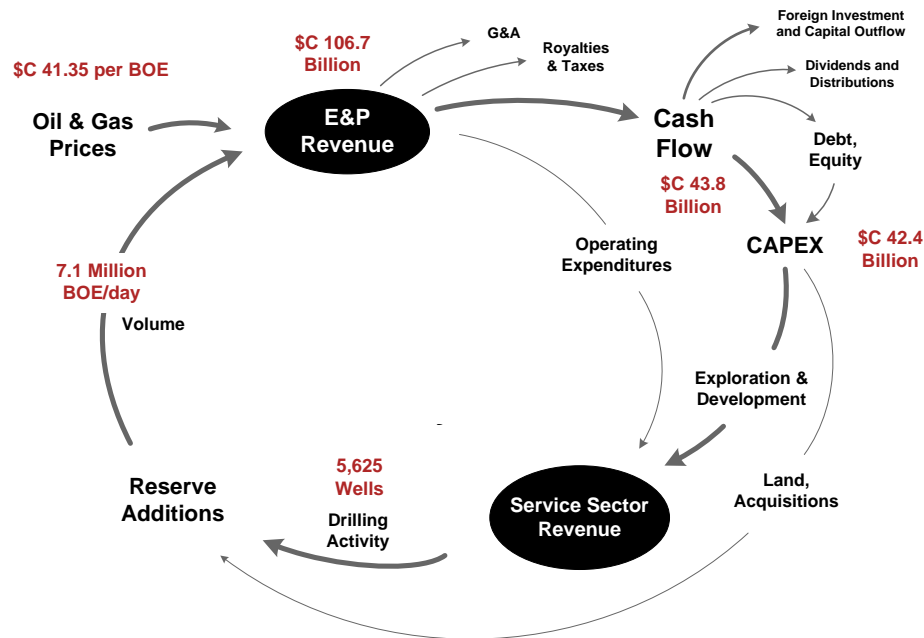 Foreign Investment
and Capital Outflow
G&A
$C 106.7
Billion
Royalties
& Taxes
Dividends and
Distributions
$C 41.35 per BOE
Oil & Gas
Prices
E&P
Revenue
Cash
Flow
Debt,
Equity
$C 43.8
Billion
CAPEX
$C 42.4
Billion
Operating
Expenditures
7.1 Million
BOE/day
Volume
Exploration &
Development
5,625
Wells
Reserve
Additions
Drilling
Activity
Service Sector
Revenue
Land,
Acquisitions